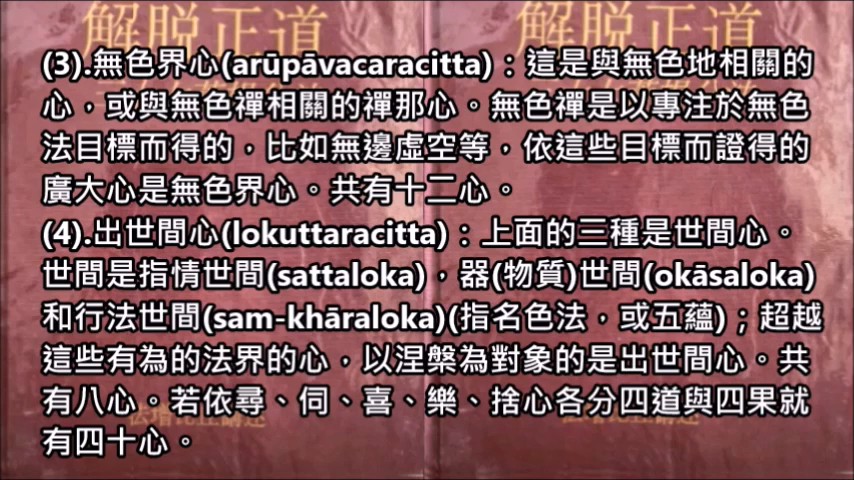 解脱正道
解脱正道
(3).無色界心(arūpāvacaracitta)：這是與無色地相關的
心，或與無色禪相關的禪那心。無色禪是以專注於無色
法目標而得的，比如無邊虛空等，依這些目標而證得的
廣大心是無色界心。共有十二心。
(4).出世間心(lokuttaracitta)：上面的三種是世間心。
世間是指情世間(sattaloka)，器(物質)世間(okāsaloka)
和行法世間(sam-khāraloka)(指名色法，或五蘊)；超越
這些有為的法界的心，以涅槃為對象的是出世間心。共
有八心。若依尋、伺、喜、樂、捨心各分四道與四果就
有四十心。